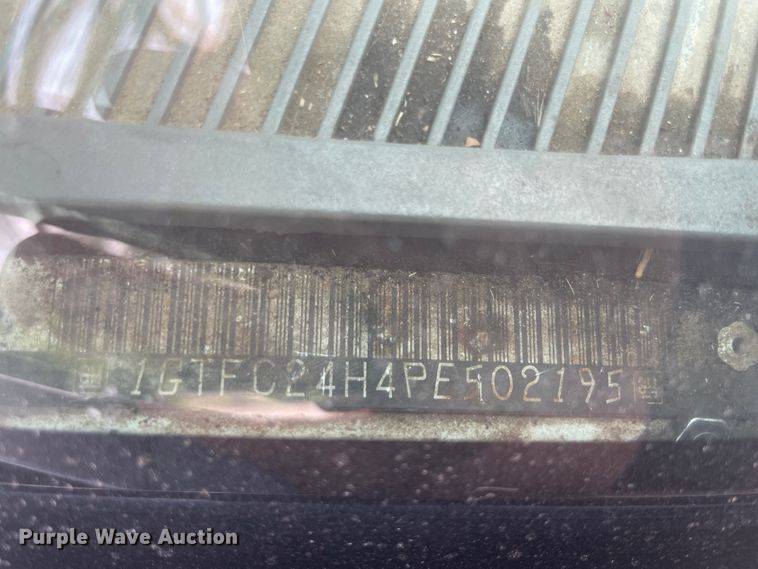 1GTFC24H4PE502195
Purple Wave Auction